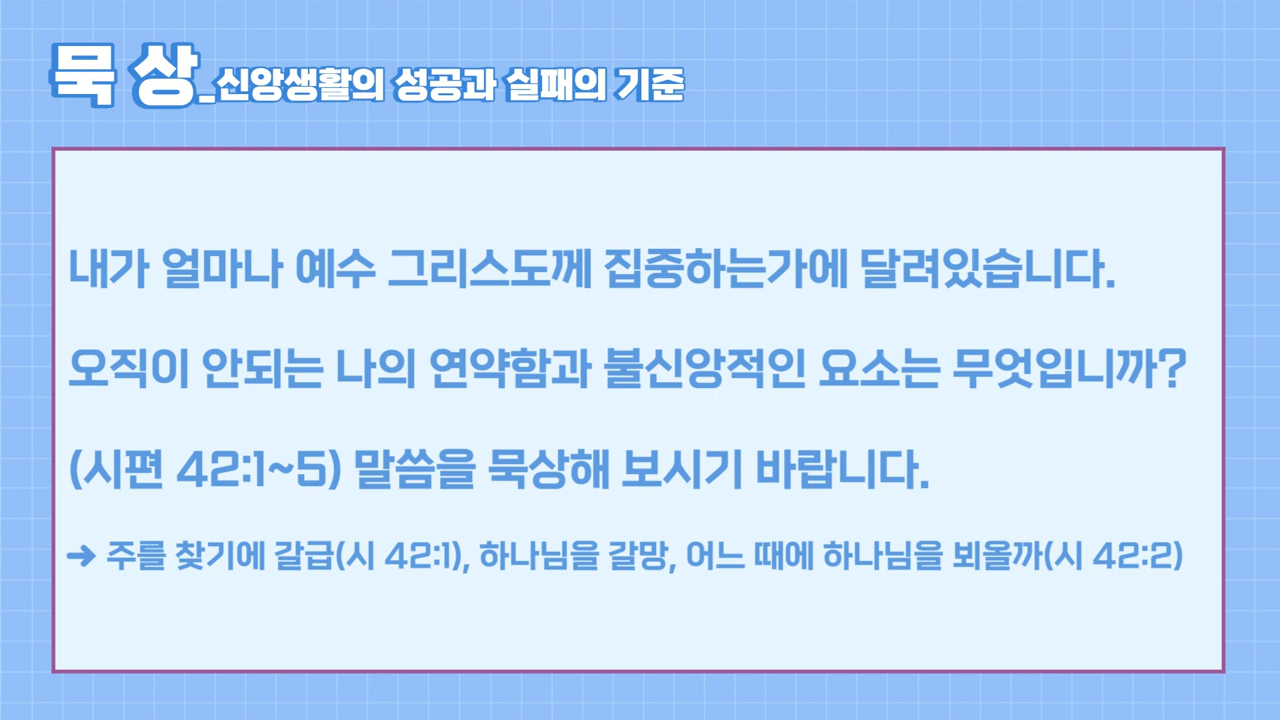 묵 상_신앙생활의 성공과 실패의 기준
내가 얼마나 예수 그리스도께 집중하는가에 달려있습니다.
오직이 안되는 나의 연약함과 불신앙적인 요소는 무엇입니까?
(시편 42:1~5) 말씀을 묵상해 보시기 바랍니다.
➔ 주를 찾기에 갈급(시 42:1), 하나님을 갈망, 어느 때에 하나님을 뵈올까(시 42:2)